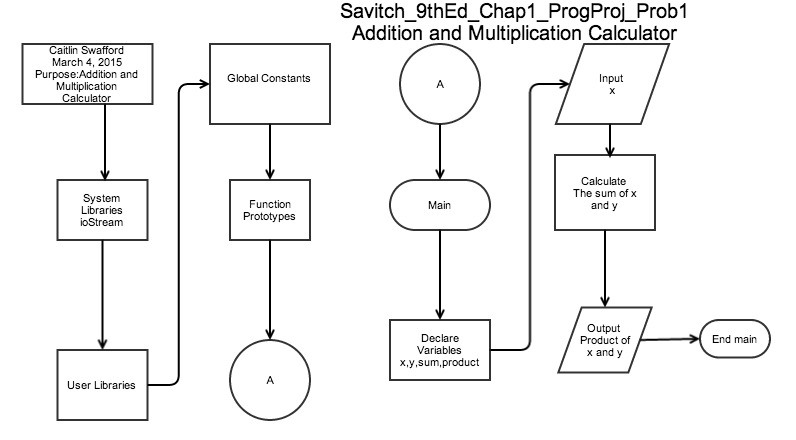 Savitch_9thEd_Chap1_ProgProj_Prob1
Addition and Multiplication Calculator
Caitlin Swafford
March 4, 2015
Purpose:Addition and
Multiplication
Calculator
System
Libraries
ioStream
User Libraries
Global Constants
Function
Prototypes
A
A
Main
Declare
Variables
x,y,sum,product
Input
x
Calculate
The sum of x
and y
Output
Product of
x and y
End main